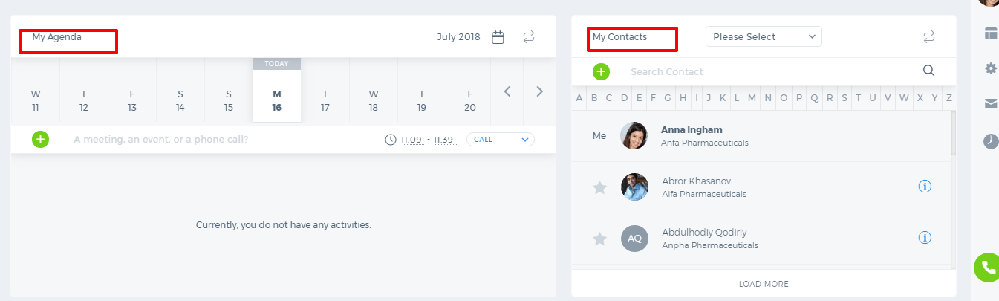 My Agenda
July 2018
TODAY
W T F S S M T W T F
11 12 13 14 15 16 17 18 19 20
A meeting, an event, or a phone call?
11:09 - 11:39
CALL
Currently, you do not have any activities.
My Contacts
Please Select
Search Contact
A B C D E F G H I J K L M N O P Q R S T U V W X Y Z
Me
Anna Ingham
Anfa Pharmaceuticals
Abror Khasanov
Alfa Pharmaceuticals
AQ
Abdulhodiy Qodiriy
Anpha Pharmaceuticals
LOAD MORE